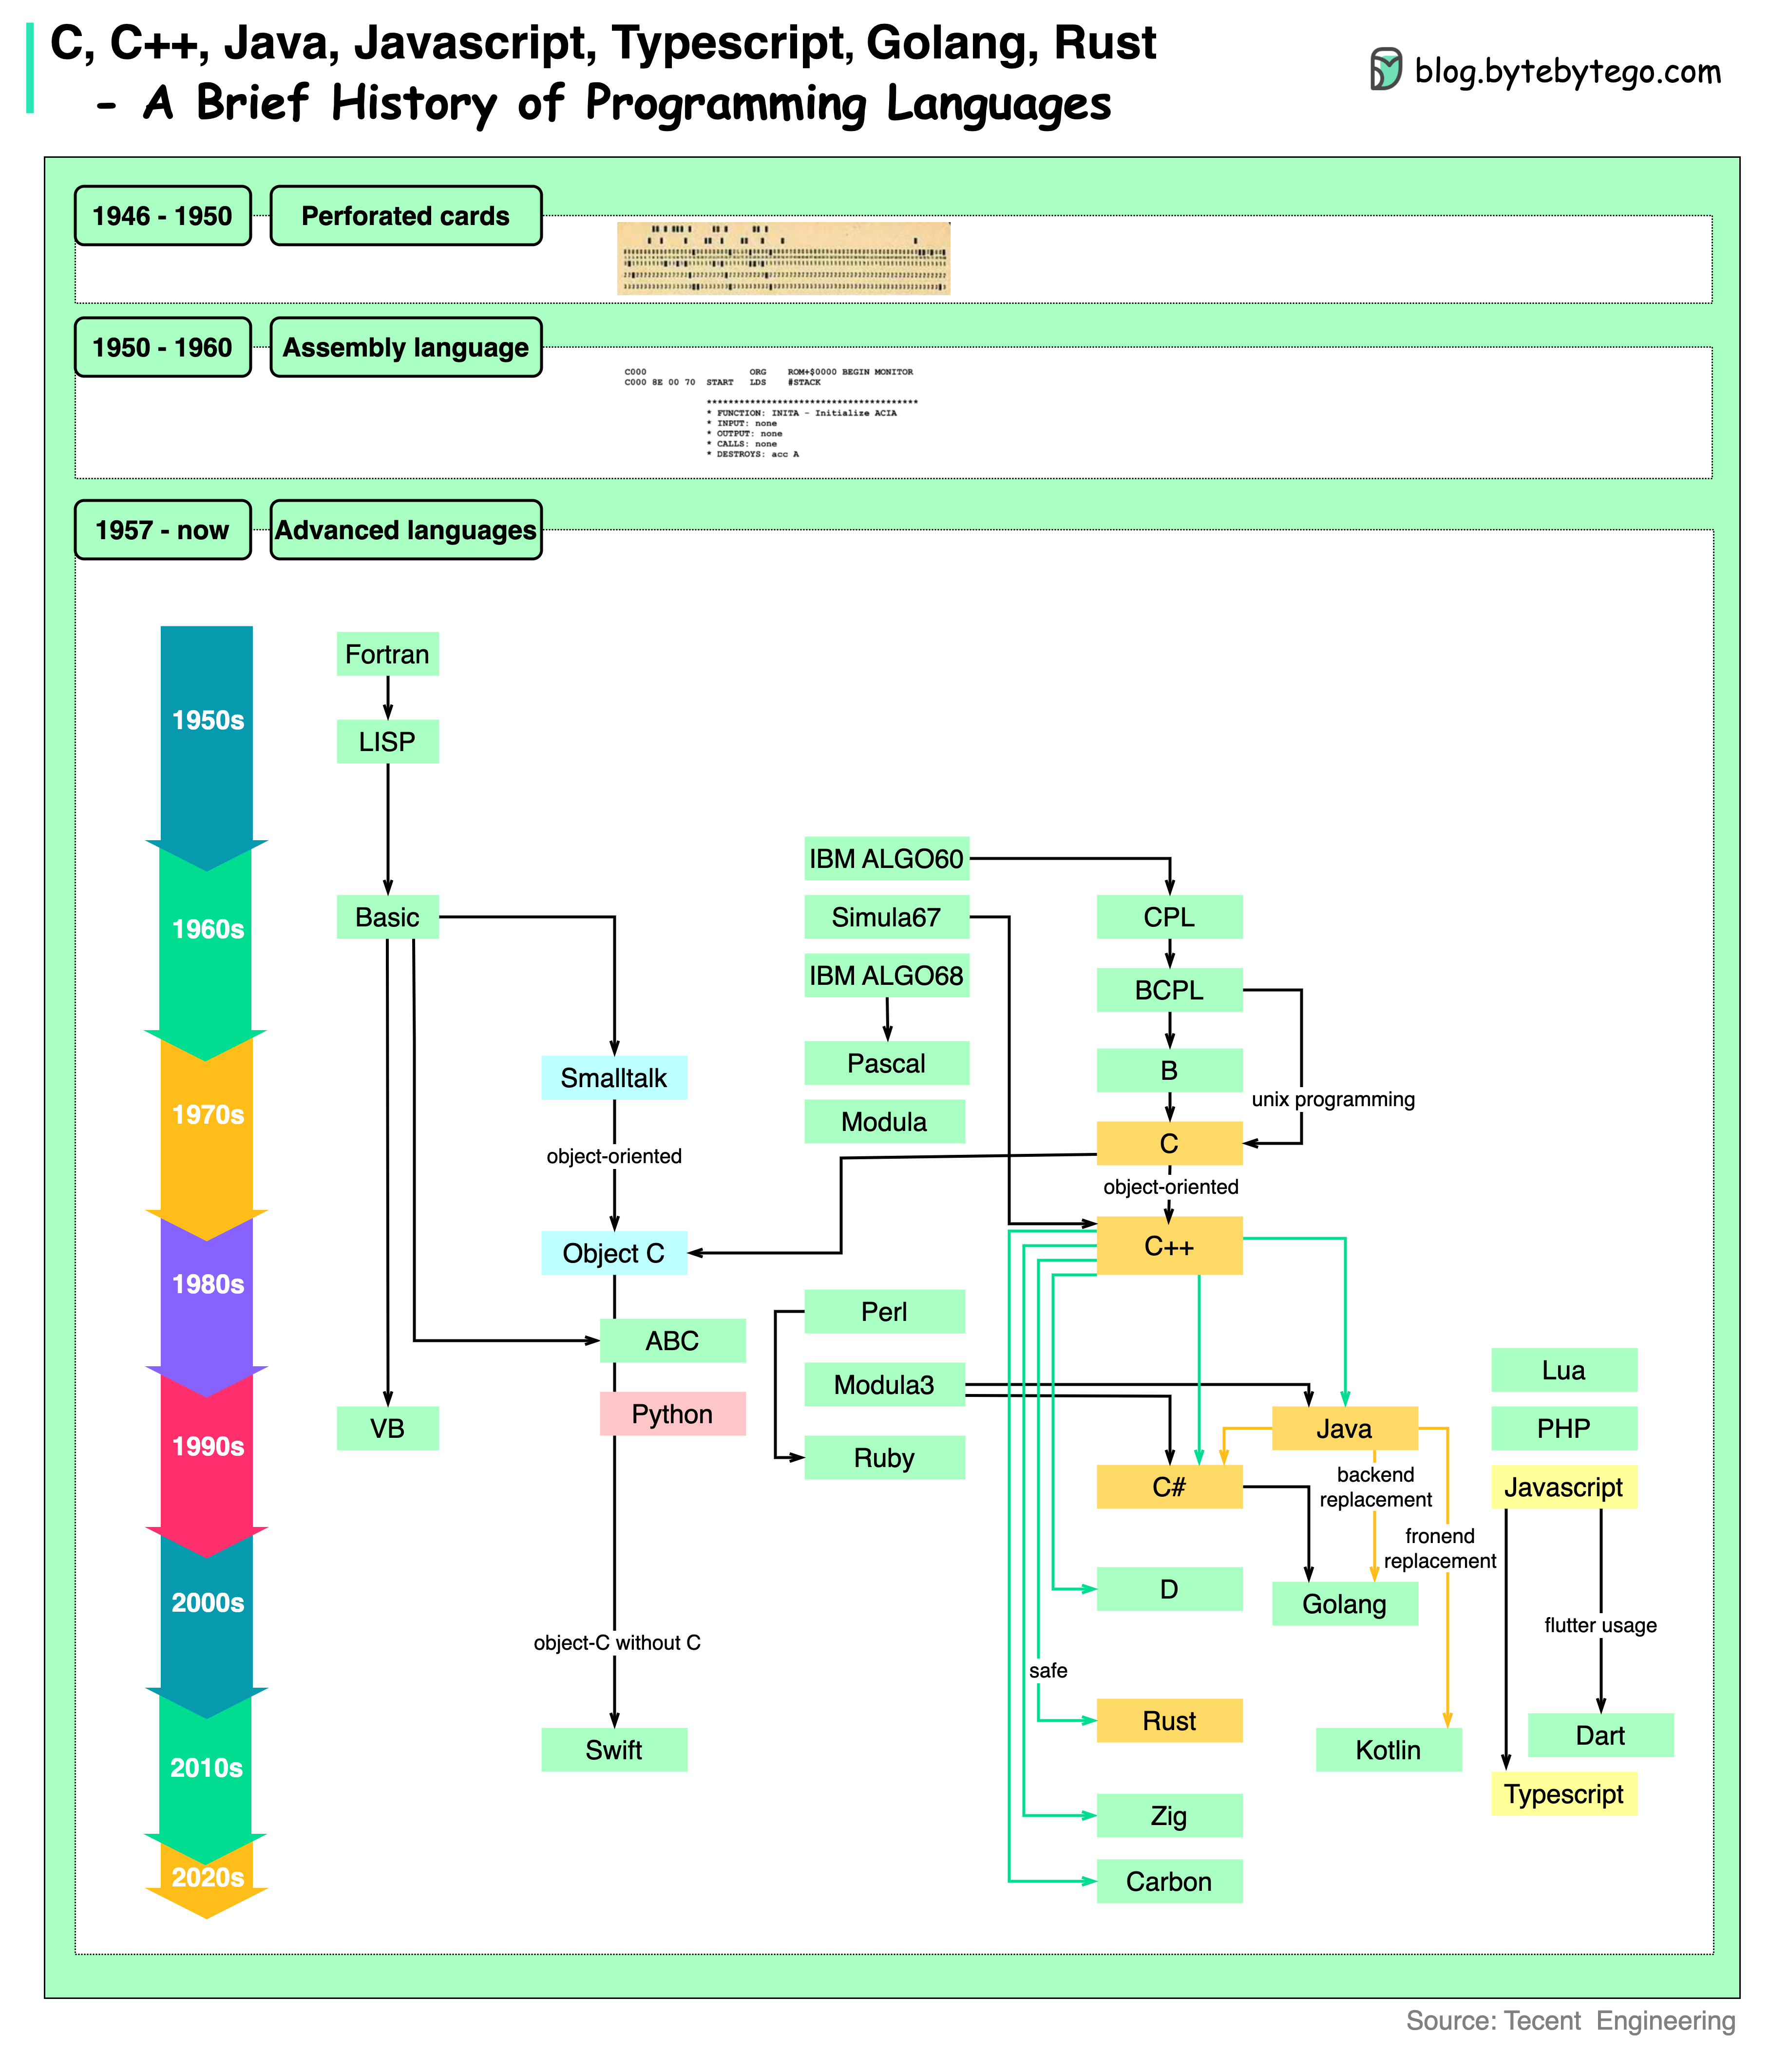 C, C++, Java, Javascript, Typescript, Golang, Rust
- A Brief History of Programming Languages
blog.bytebytego.com
1946 - 1950
Perforated cards
1950 - 1960
Assembly language
C000 ORG ROM+$0000 BEGIN MONITOR
C000 8E 00 70 START LDS #STACK
***************************************
* FUNCTION: INITA - Initialize ACIA
* INPUT: none
* OUTPUT: none
* CALLS: none
* DESTROYS: acc A
1957 - now
Advanced languages
1950s
Fortran
LISP
1960s
IBM ALGO60
Basic
Simula67
CPL
IBM ALGO68
BCPL
1970s
Smalltalk
Pascal
B
unix programming
Modula
C
object-oriented
object-oriented
1980s
Object C
C++
Perl
ABC
Modula3
Lua
1990s
VB
Python
Ruby
Java
PHP
C#
backend
replacement
Javascript
fronend
replacement
2000s
D
Golang
flutter usage
object-C without C
safe
2010s
Swift
Rust
Kotlin
Dart
Typescript
Zig
2020s
Carbon
Source: Tecent Engineering